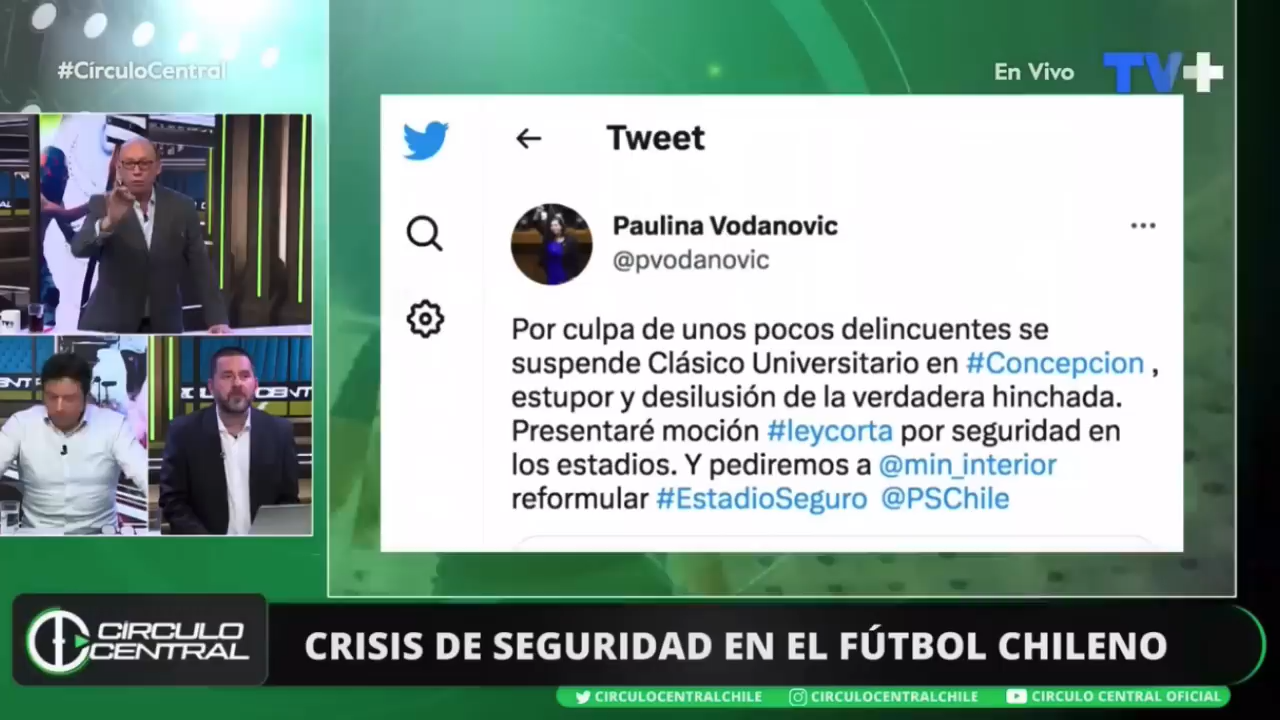 #CírculoCentral
En Vivo
TV+
Tweet
Paulina Vodanovic
@pvodanovic
Por culpa de unos pocos delincuentes se
suspende Clásico Universitario en #Concepcion ,
estupor y desilusión de la verdadera hinchada.
Presentaré moción #leycorta por seguridad en
los estadios. Y pediremos a @min_interior
reformular #EstadioSeguro @PSChile
CÍRCULO
CENTRAL
CRISIS DE SEGURIDAD EN EL FÚTBOL CHILENO
CIRCULOCENTRALCHILE
CIRCULOCENTRALCHILE
CIRCULO CENTRAL OFICIAL